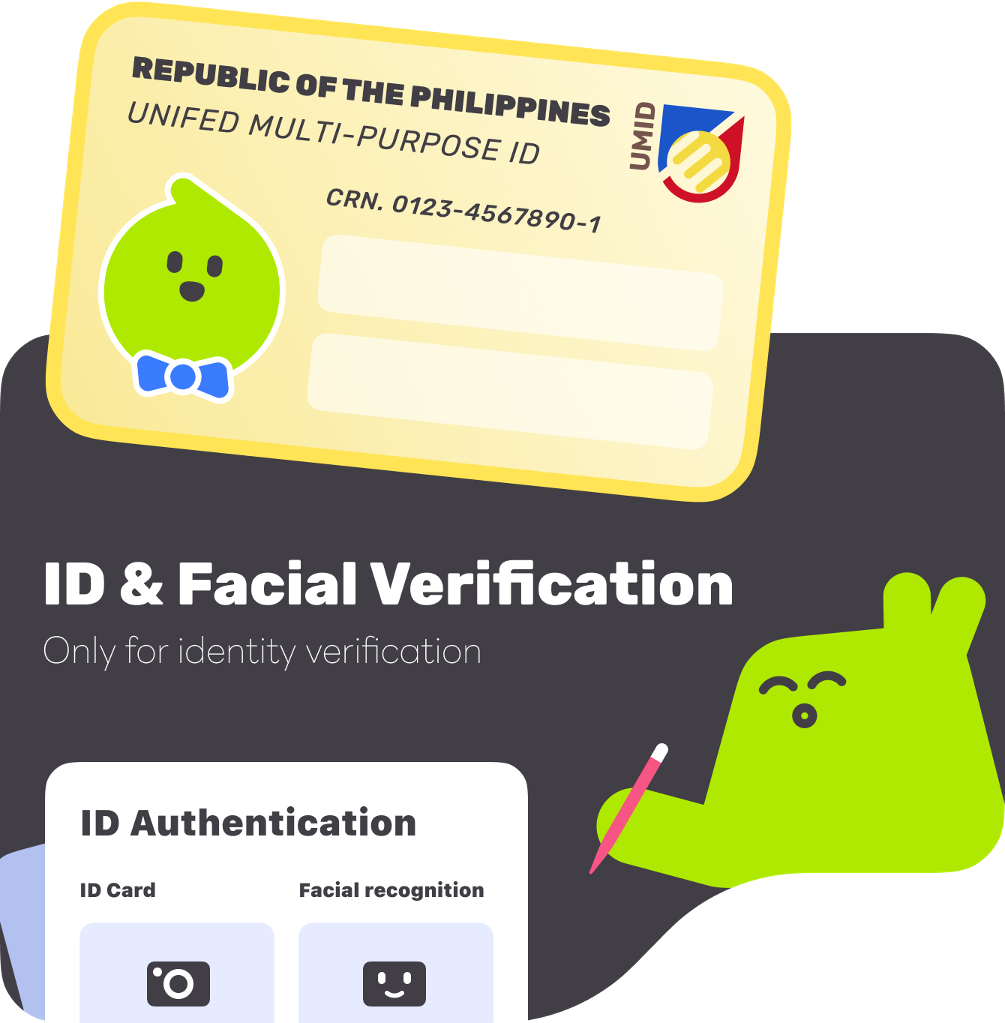 REPUBLIC OF THE PHILIPPINES
UNIFED MULTI-PURPOSE ID
UMID
CRN. 0123-4567890-1
ID & Facial Verification
Only for identity verification
ID Authentication
ID Card
Facial recognition